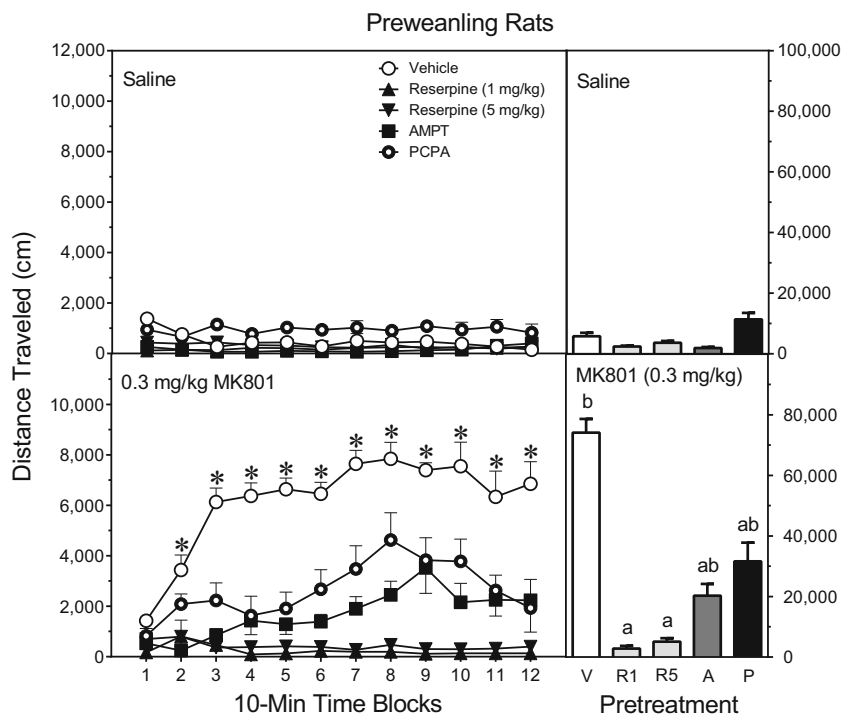 Preweanling Rats
Distance Traveled (cm)
12,000
10,000
8,000
6,000
4,000
2,000
0
Saline
Vehicle
Reserpine (1 mg/kg)
Reserpine (5 mg/kg)
AMPT
PCPA
Saline
100,000
80,000
60,000
40,000
20,000
0
0.3 mg/kg MK801
10,000
8,000
6,000
4,000
2,000
0
* * * * * * * * * * *
1 2 3 4 5 6 7 8 9 10 11 12
10-Min Time Blocks
MK801 (0.3 mg/kg)
b
a
a
ab
ab
80,000
60,000
40,000
20,000
0
V R1 R5 A P
Pretreatment